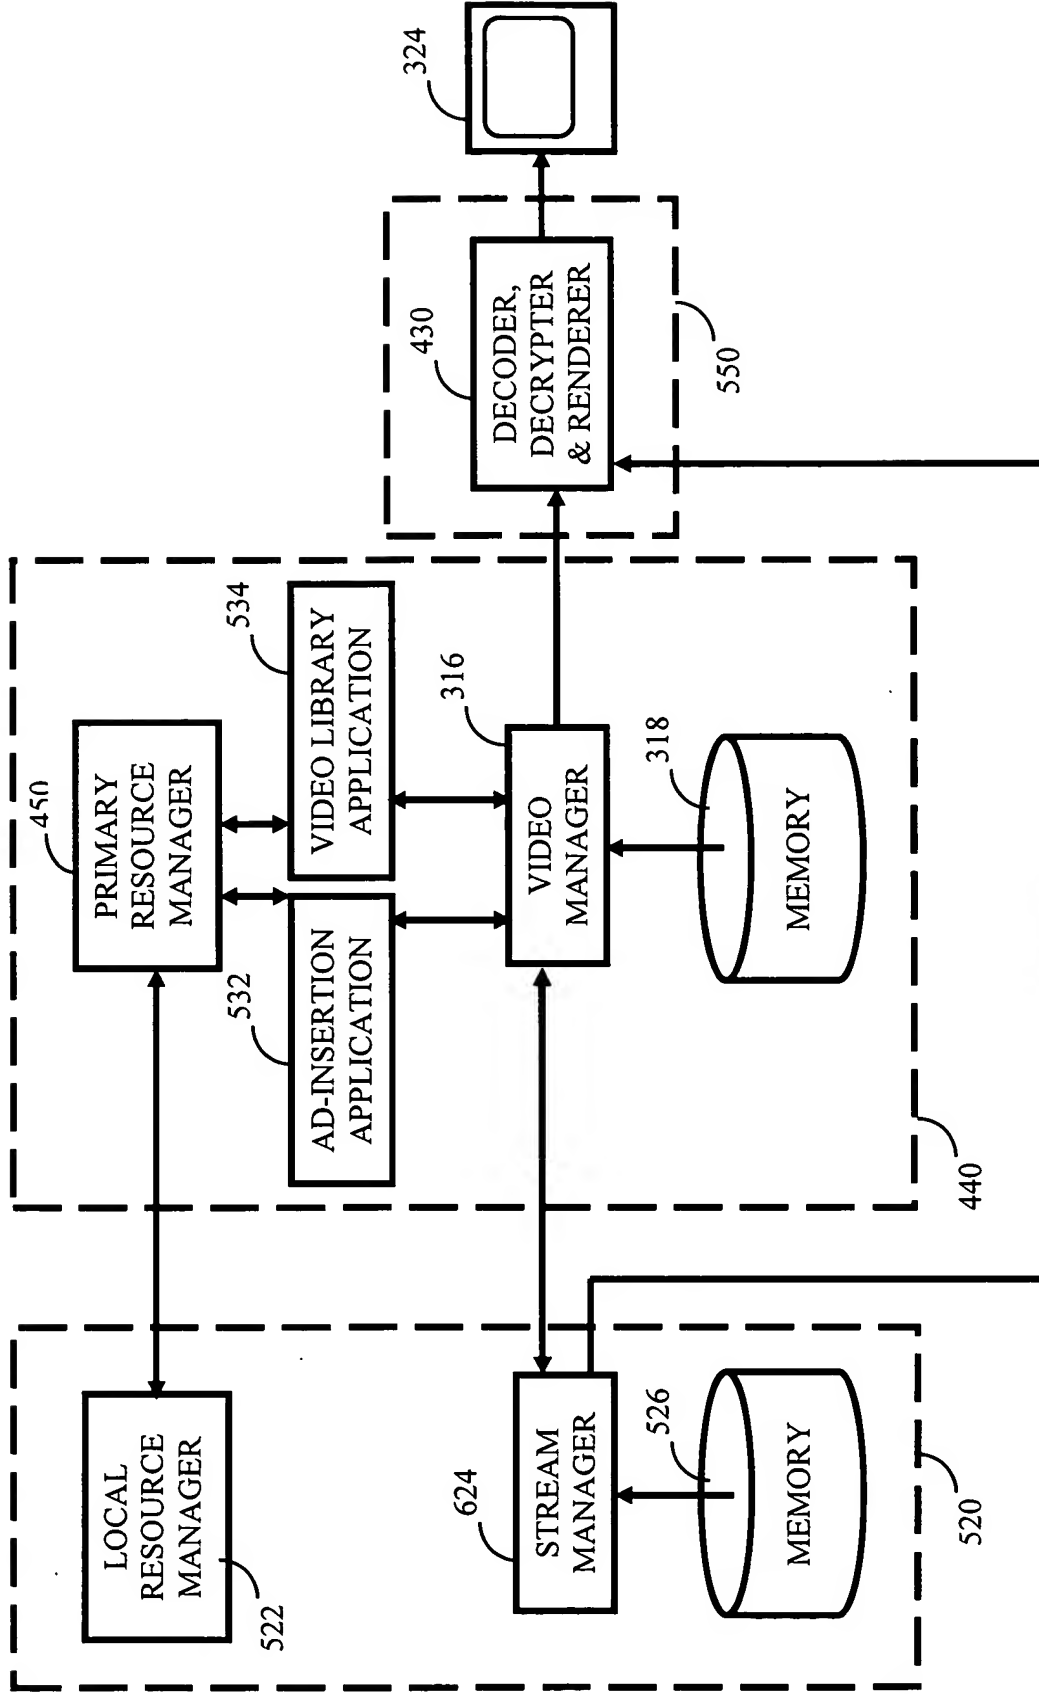 LOCAL
RESOURCE
MANAGER
522
STREAM
MANAGER
624
526
MEMORY
520
450
PRIMARY
RESOURCE
MANAGER
532
AD-INSERTION
APPLICATION
534
VIDEO LIBRARY
APPLICATION
316
VIDEO
MANAGER
318
MEMORY
440
430
DECODER,
DECRYPTER
& RENDERER
550
324